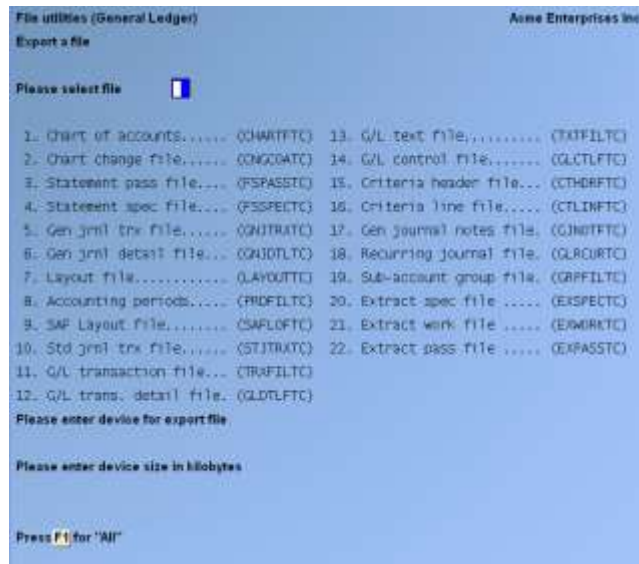 File utilities (General Ledger) Acme Enterprises Inc
Export a file
Please select file
1. Chart of accounts...... (CHARTFTC) 13. G/L text file.......... (TXTFILTC)
2. Chart change file..... (CNGCOATC) 14. G/L control file....... (GLCTLFTC)
3. Statement pass file.... (FSPASSTC) 15. Criteria header file... (CTHDRFTC)
4. Statement spec file.... (FSSPECTC) 16. Criteria line file..... (CTLINFTC)
5. Gen jrnl trx file...... (GNJTRXTC) 17. Gen journal notes file. (GJNOTFTC)
6. Gen jrnl detail file... (GNJDTLTC) 18. Recurring journal file. (GLRCURTC)
7. Layout file............ (LAYOUTTC) 19. Sub-account group file. (GRPFILTC)
8. Accounting periods..... (PRDFILTC) 20. Extract spec file ..... (EXSPECTC)
9. SAF Layout file........ (SAFLOFTC) 21. Extract work file ..... (EXWORKTC)
10. Std jrnl trx file...... (STJTRXTC) 22. Extract pass file ..... (EXPASSTC)
11. G/L transaction file... (TRXFILTC)
12. G/L trans. detail file. (GLDTLFTC)
Please enter device for export file
Please enter device size in kilobytes
Press F1 for "All"